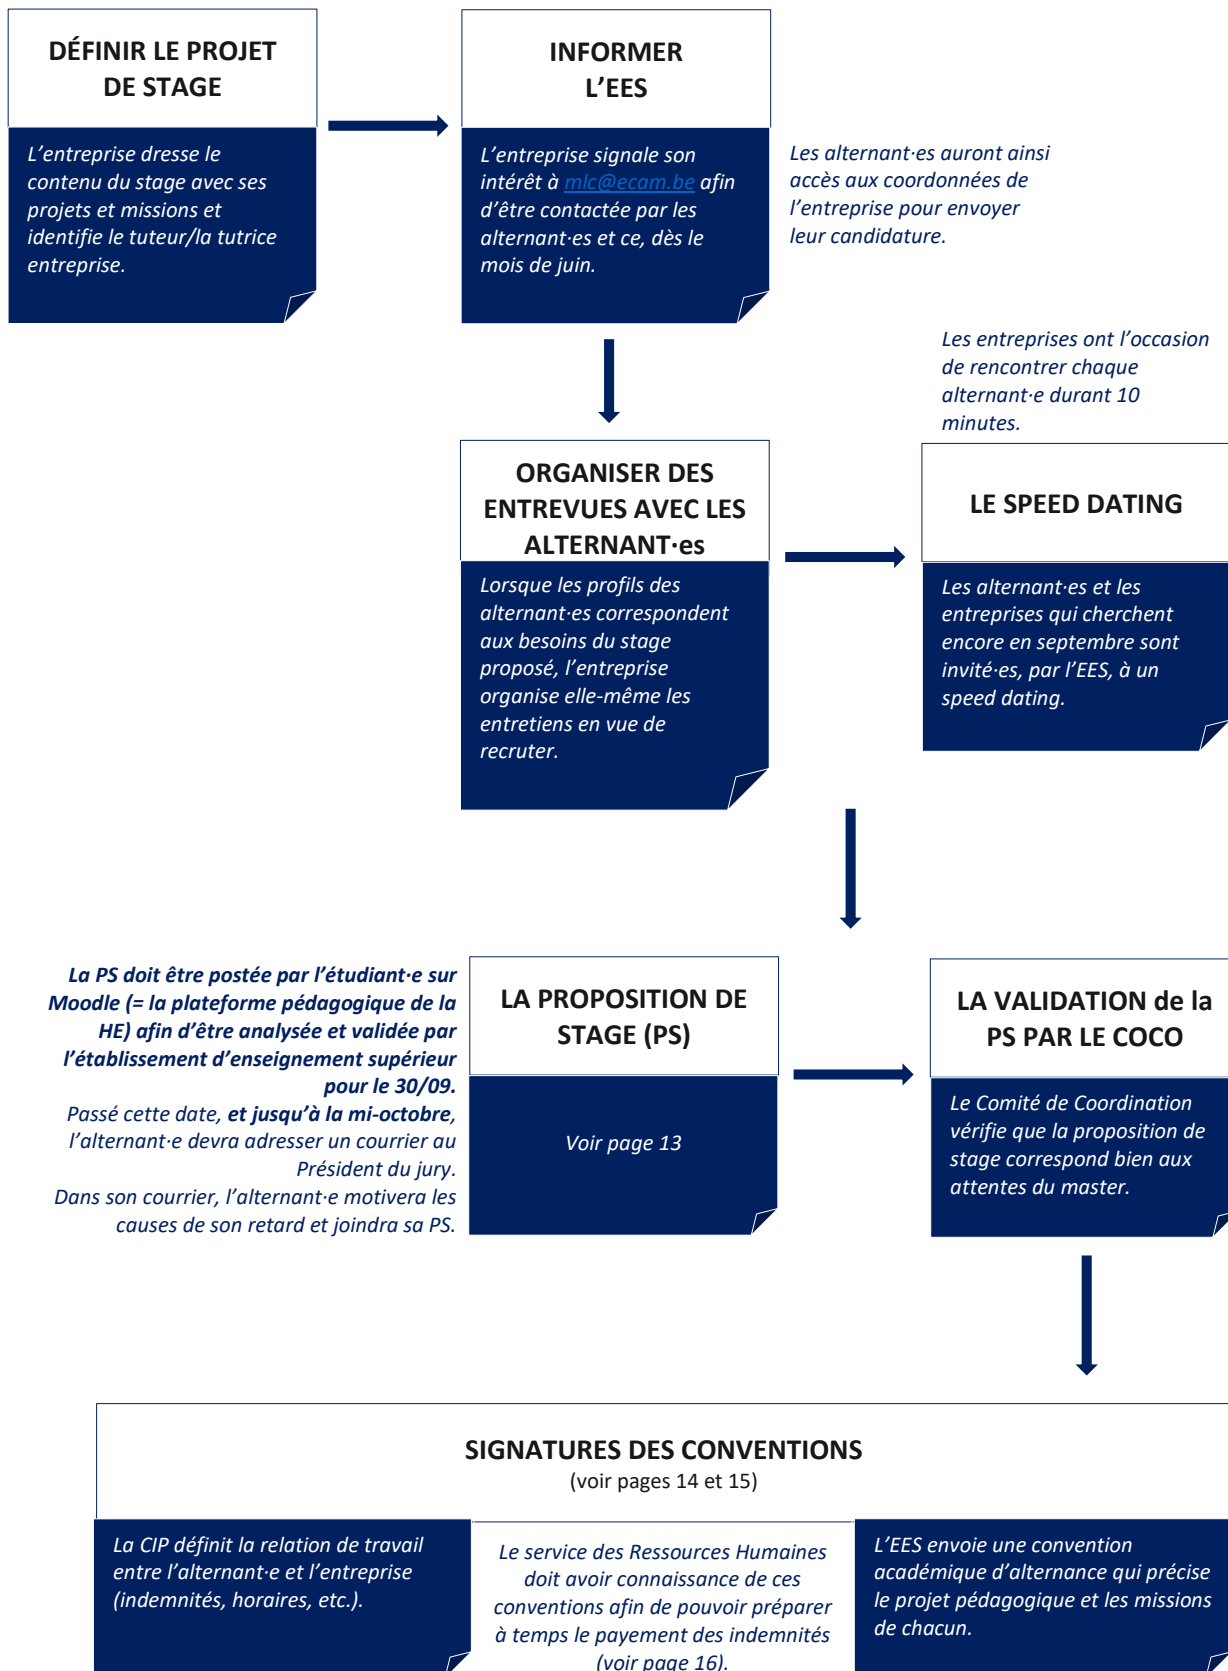 DÉFINIR LE PROJET
DE STAGE
L’entreprise dresse le
contenu du stage avec ses
projets et missions et
identifie le tuteur/la tutrice
entreprise.
INFORMER
L’EES
L’entreprise signale son
intérêt à mlc@ecam.be afin
d’être contactée par les
alternant·es et ce, dès le
mois de juin.
Les alternant·es auront ainsi
accès aux coordonnées de
l’entreprise pour envoyer
leur candidature.
ORGANISER DES
ENTREVUES AVEC LES
ALTERNANT·es
Lorsque les profils des
alternant·es correspondent
aux besoins du stage
proposé, l’entreprise
organise elle-même les
entretiens en vue de
recruter.
Les entreprises ont l’occasion
de rencontrer chaque
alternant·e durant 10
minutes.
LE SPEED DATING
Les alternant·es et les
entreprises qui cherchent
encore en septembre sont
invité·es, par l’EES, à un
speed dating.
La PS doit être postée par l’étudiant·e sur
Moodle (= la plateforme pédagogique de la
HE) afin d’être analysée et validée par
l’établissement d’enseignement supérieur
pour le 30/09.
Passé cette date, et jusqu’à la mi-octobre,
l’alternant·e devra adresser un courrier au
Président du jury.
Dans son courrier, l’alternant·e motivera les
causes de son retard et joindra sa PS.
LA PROPOSITION DE
STAGE (PS)
Voir page 13
LA VALIDATION de la
PS PAR LE COCO
Le Comité de Coordination
vérifie que la proposition de
stage correspond bien aux
attentes du master.
SIGNATURES DES CONVENTIONS
(voir pages 14 et 15)
La CIP définit la relation de travail
entre l’alternant·e et l’entreprise
(indemnités, horaires, etc.).
Le service des Ressources Humaines
doit avoir connaissance de ces
conventions afin de pouvoir préparer
à temps le payement des indemnités
(voir page 16).
L’EES envoie une convention
académique d’alternance qui précise
le projet pédagogique et les missions
de chacun.